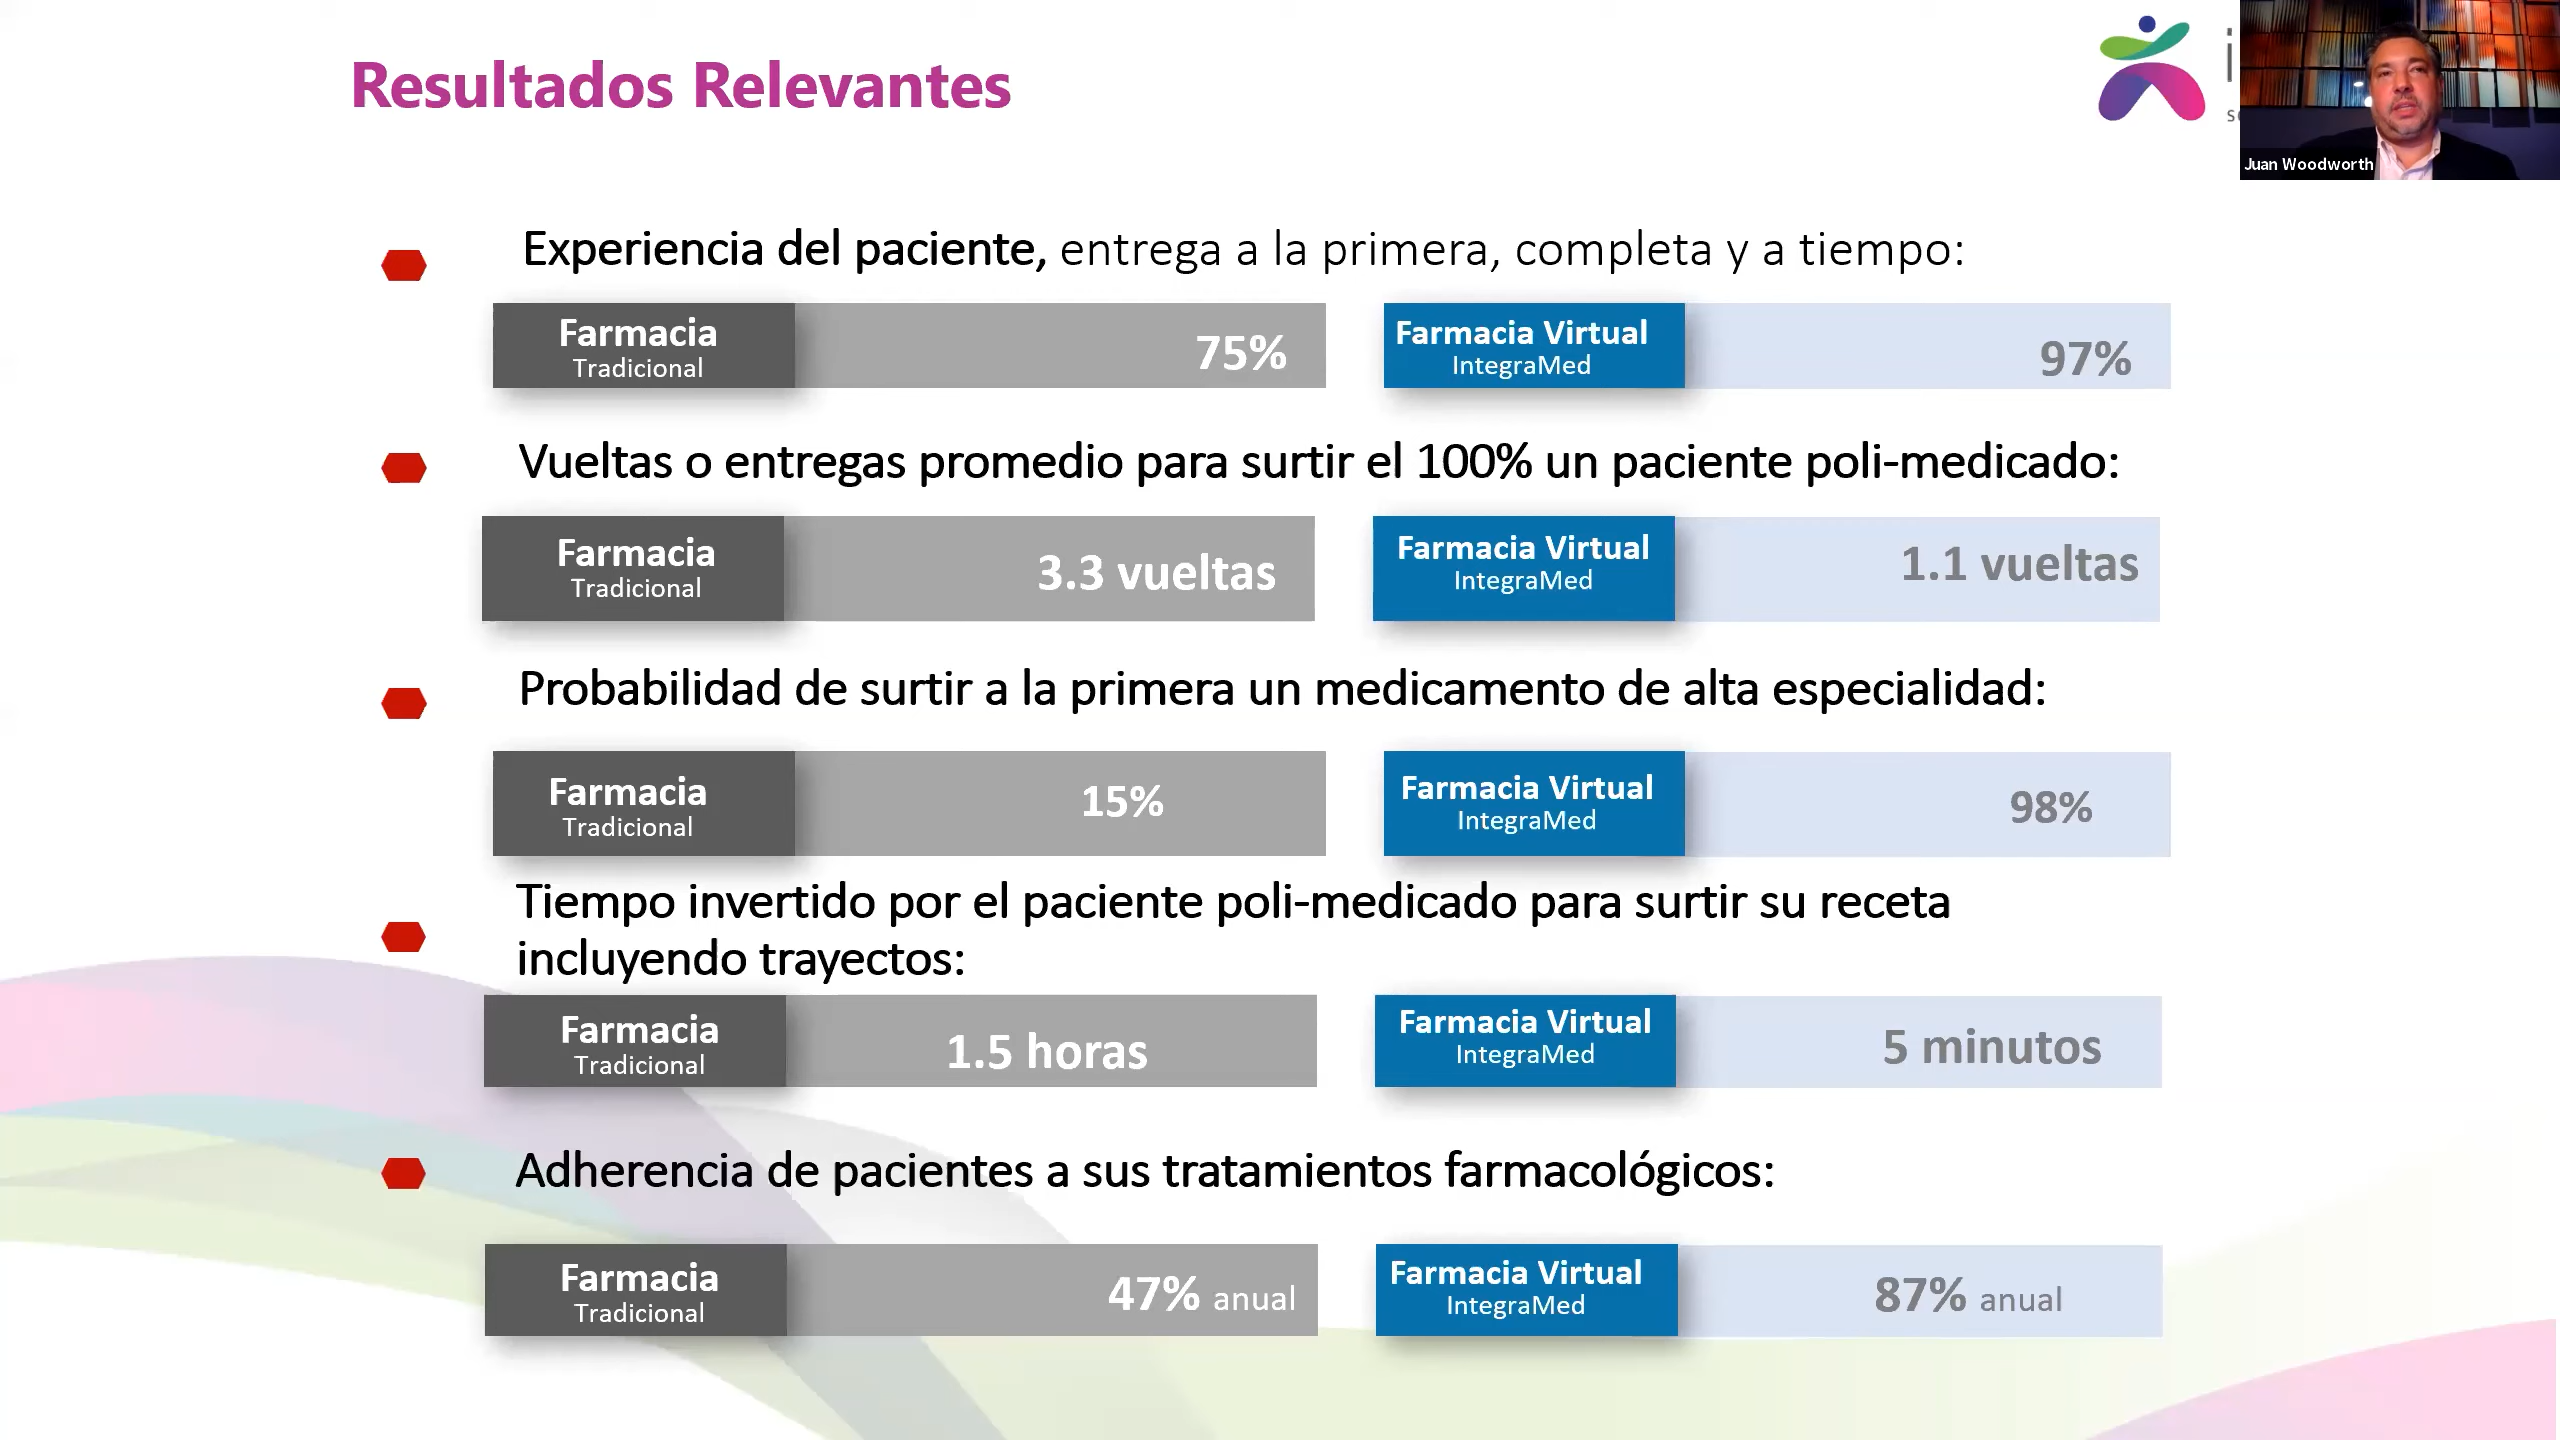 Resultados Relevantes
Juan Woodworth
Experiencia del paciente, entrega a la primera, completa y a tiempo:
Farmacia
Tradicional
75%
Farmacia Virtual
IntegraMed
97%
Vueltas o entregas promedio para surtir el 100% un paciente poli-medicado:
Farmacia
Tradicional
3.3 vueltas
Farmacia Virtual
IntegraMed
1.1 vueltas
Probabilidad de surtir a la primera un medicamento de alta especialidad:
Farmacia
Tradicional
15%
Farmacia Virtual
IntegraMed
98%
Tiempo invertido por el paciente poli-medicado para surtir su receta
incluyendo trayectos:
Farmacia
Tradicional
1.5 horas
Farmacia Virtual
IntegraMed
5 minutos
Adherencia de pacientes a sus tratamientos farmacológicos:
Farmacia
Tradicional
47% anual
Farmacia Virtual
IntegraMed
87% anual